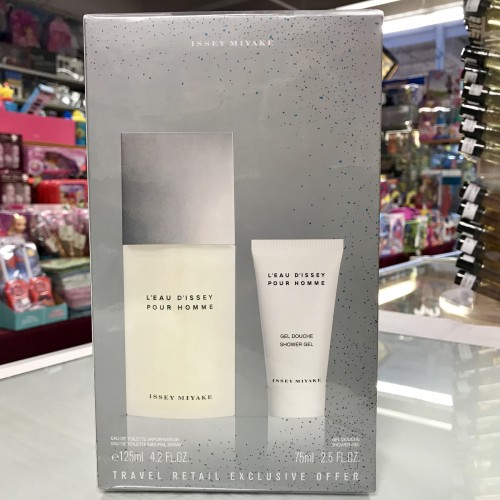 ISSEY MIYAKE
L'EAU D'ISSEY
POUR HOMME
ISSEY MIYAKE
L'EAU D'ISSEY
POUR HOMME
GEL DOUCHE
SHOWER GEL
ISSEY MIYAKE
EAU DE TOILETTE VAPORISATEUR
EAU DE TOILETTE NATURAL SPRAY
e125ml 4.2 FL.OZ.
GEL DOUCHE
SHOWER GEL
75ml 2.5 FL.OZ.
TRAVEL RETAIL EXCLUSIVE OFFER